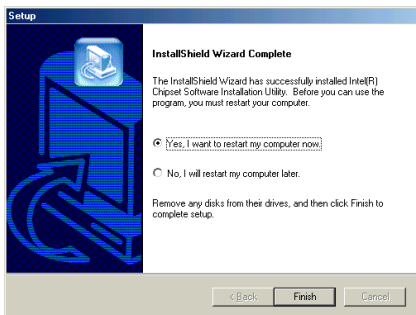 Setup
InstallShield Wizard Complete
The InstallShield Wizard has successfully installed Intel(R)
Chipset Software Installation Utility. Before you can use the
program, you must restart your computer.
Yes, I want to restart my computer now.
No, I will restart my computer later.
Remove any disks from their drives, and then click Finish to
complete setup.
< Back Finish Cancel